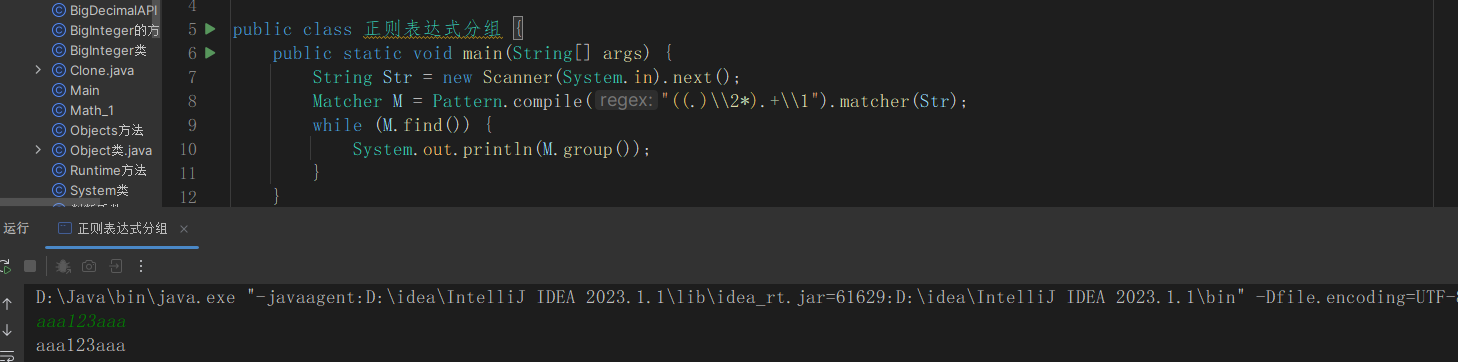 BigDecimalAPI
BigInteger的方
BigInteger类
Clone.java
Main
Math_1
Objects方法
Object类.java
Runtime方法
System类
4
5 public class 正则表达式分组 {
6 public static void main(String[] args) {
7 String Str = new Scanner(System.in).next();
8 Matcher M = Pattern.compile( regex: "((.)\\2*).+\\1").matcher(Str);
9 while (M.find()) {
10 System.out.println(M.group());
11 }
12 }
运行 正则表达式分组 ×
D:\Java\bin\java.exe "-javaagent:D:\idea\IntelliJ IDEA 2023.1.1\lib\idea_rt.jar=61629:D:\idea\IntelliJ IDEA 2023.1.1\bin" -Dfile.encoding=UTF-8
aaa123aaa
aaa123aaa